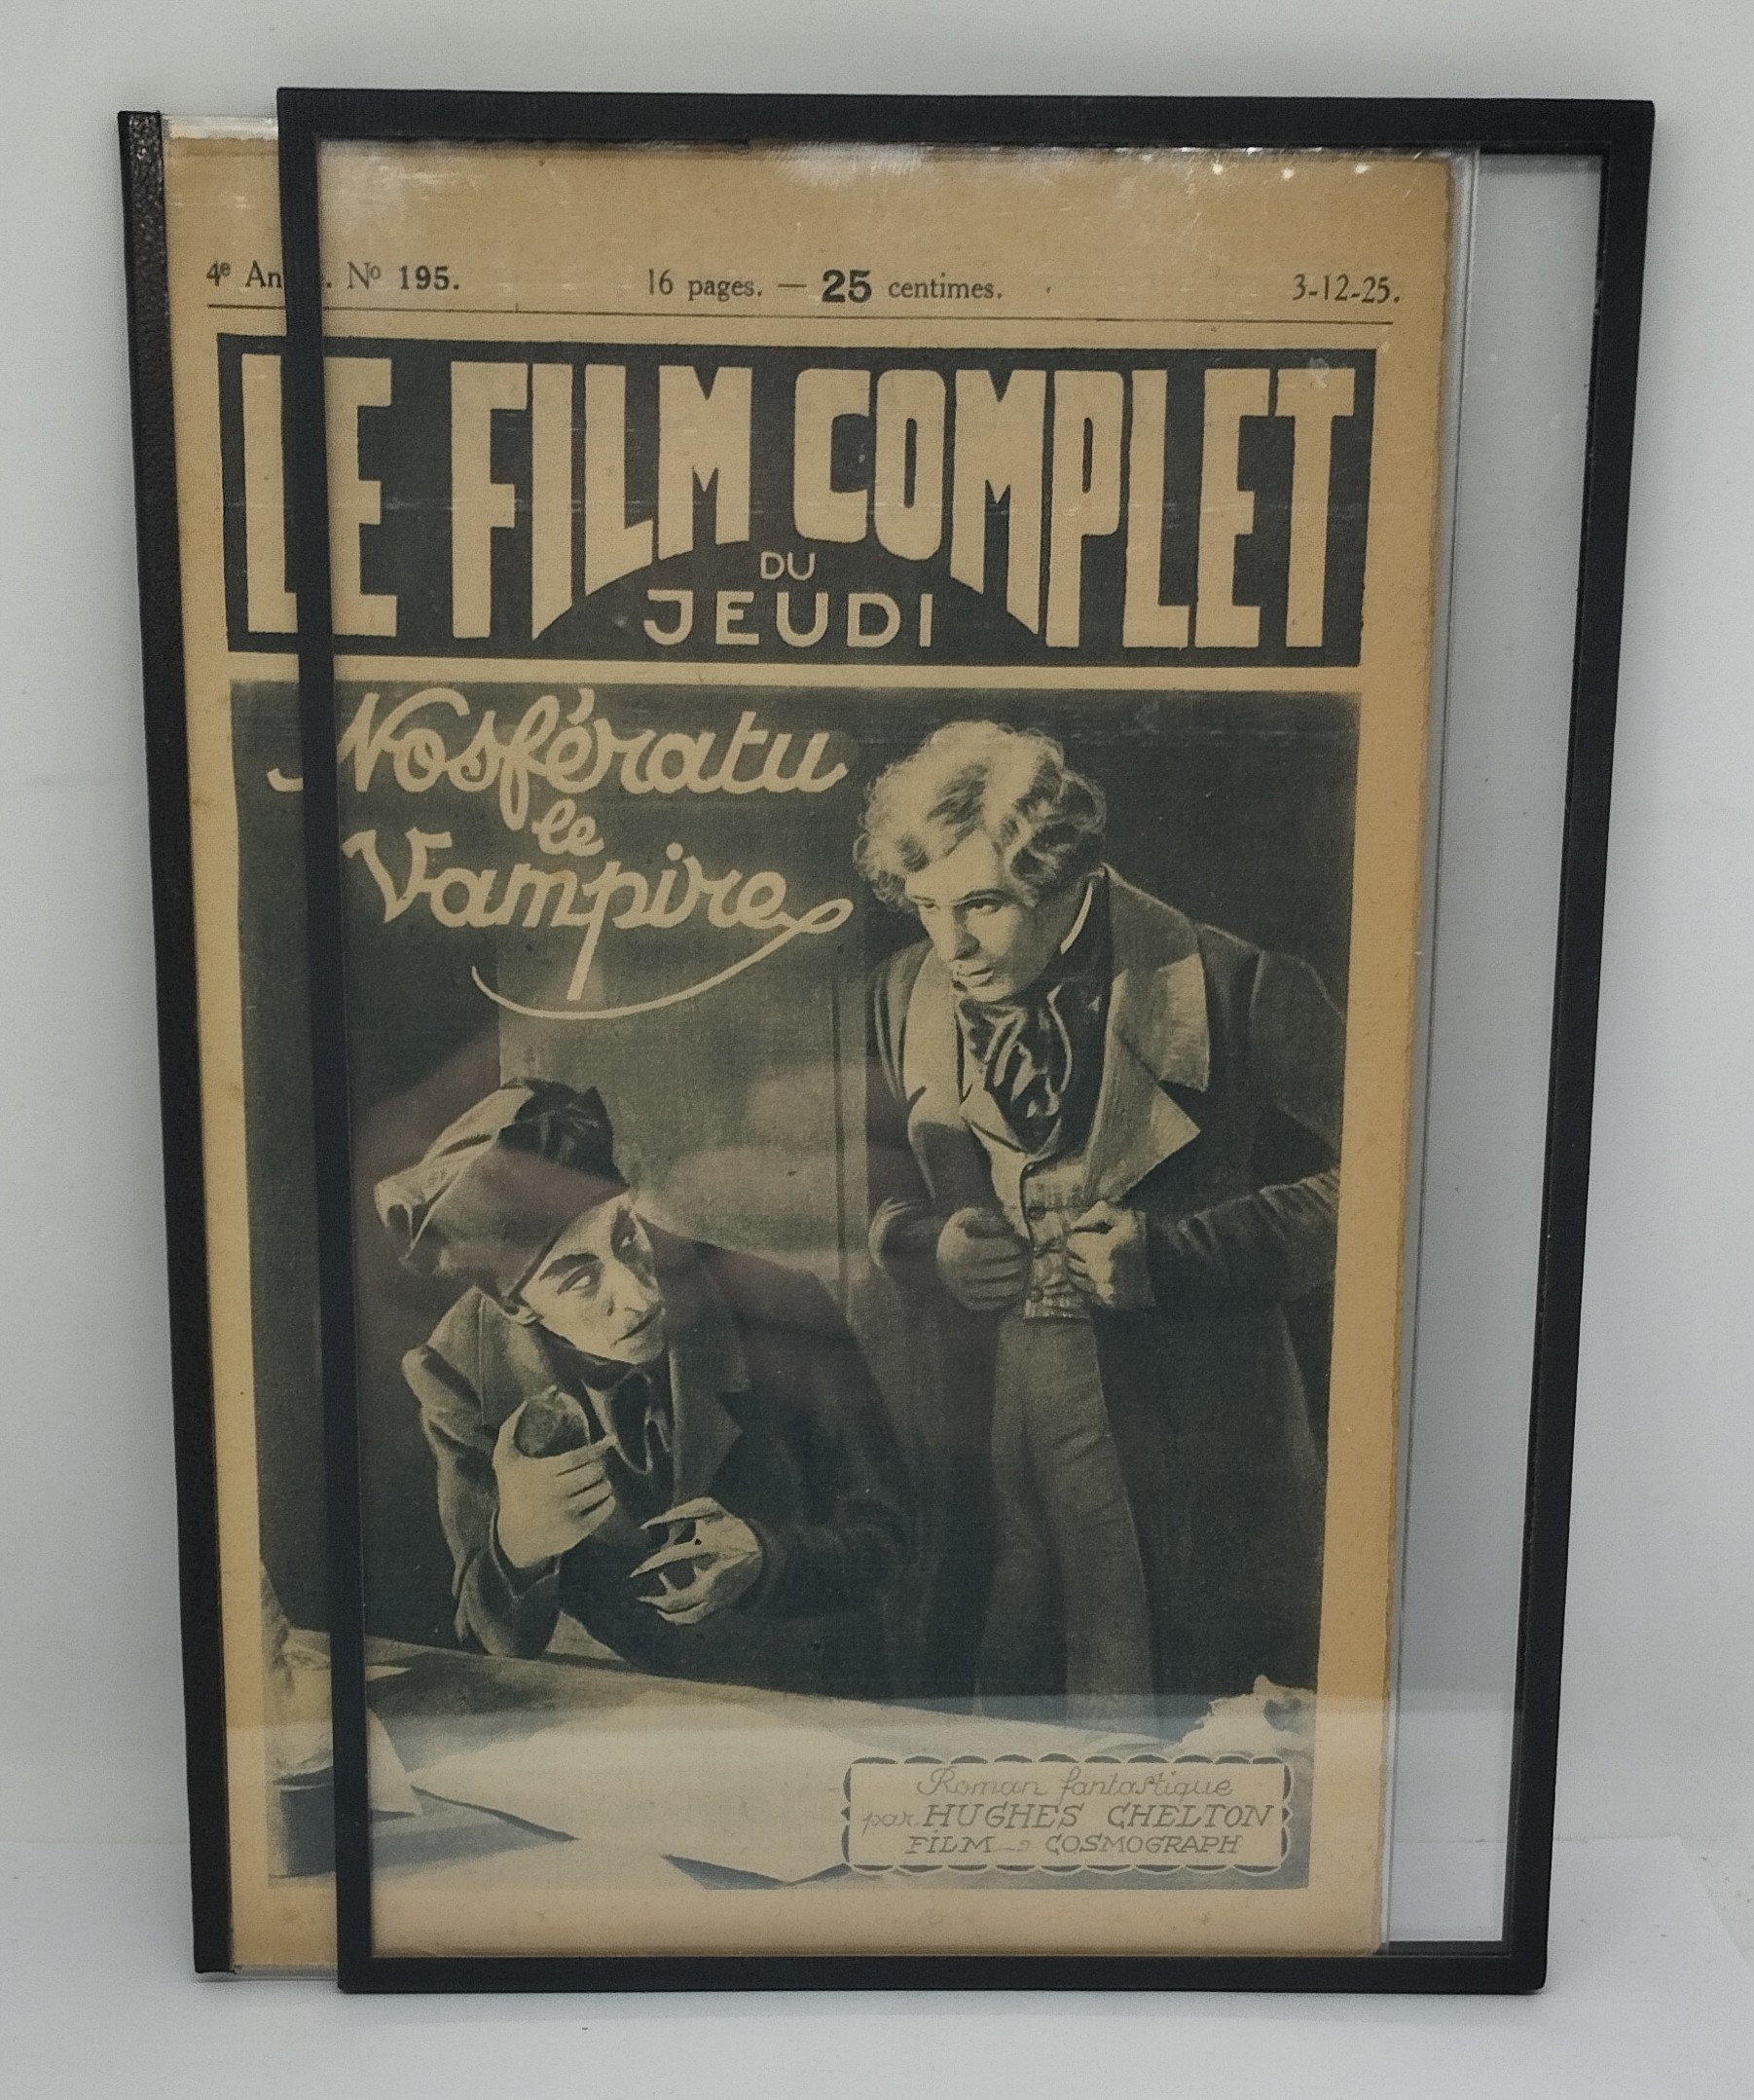 4e An . No 195.
16 pages. — 25 centimes.
3-12-25.
LE FILM COMPLET
DU
JEUDI
Nosfératu
le
Vampire
Roman fantastique
par HUGHES CHELTON
FILM COSMOGRAPH